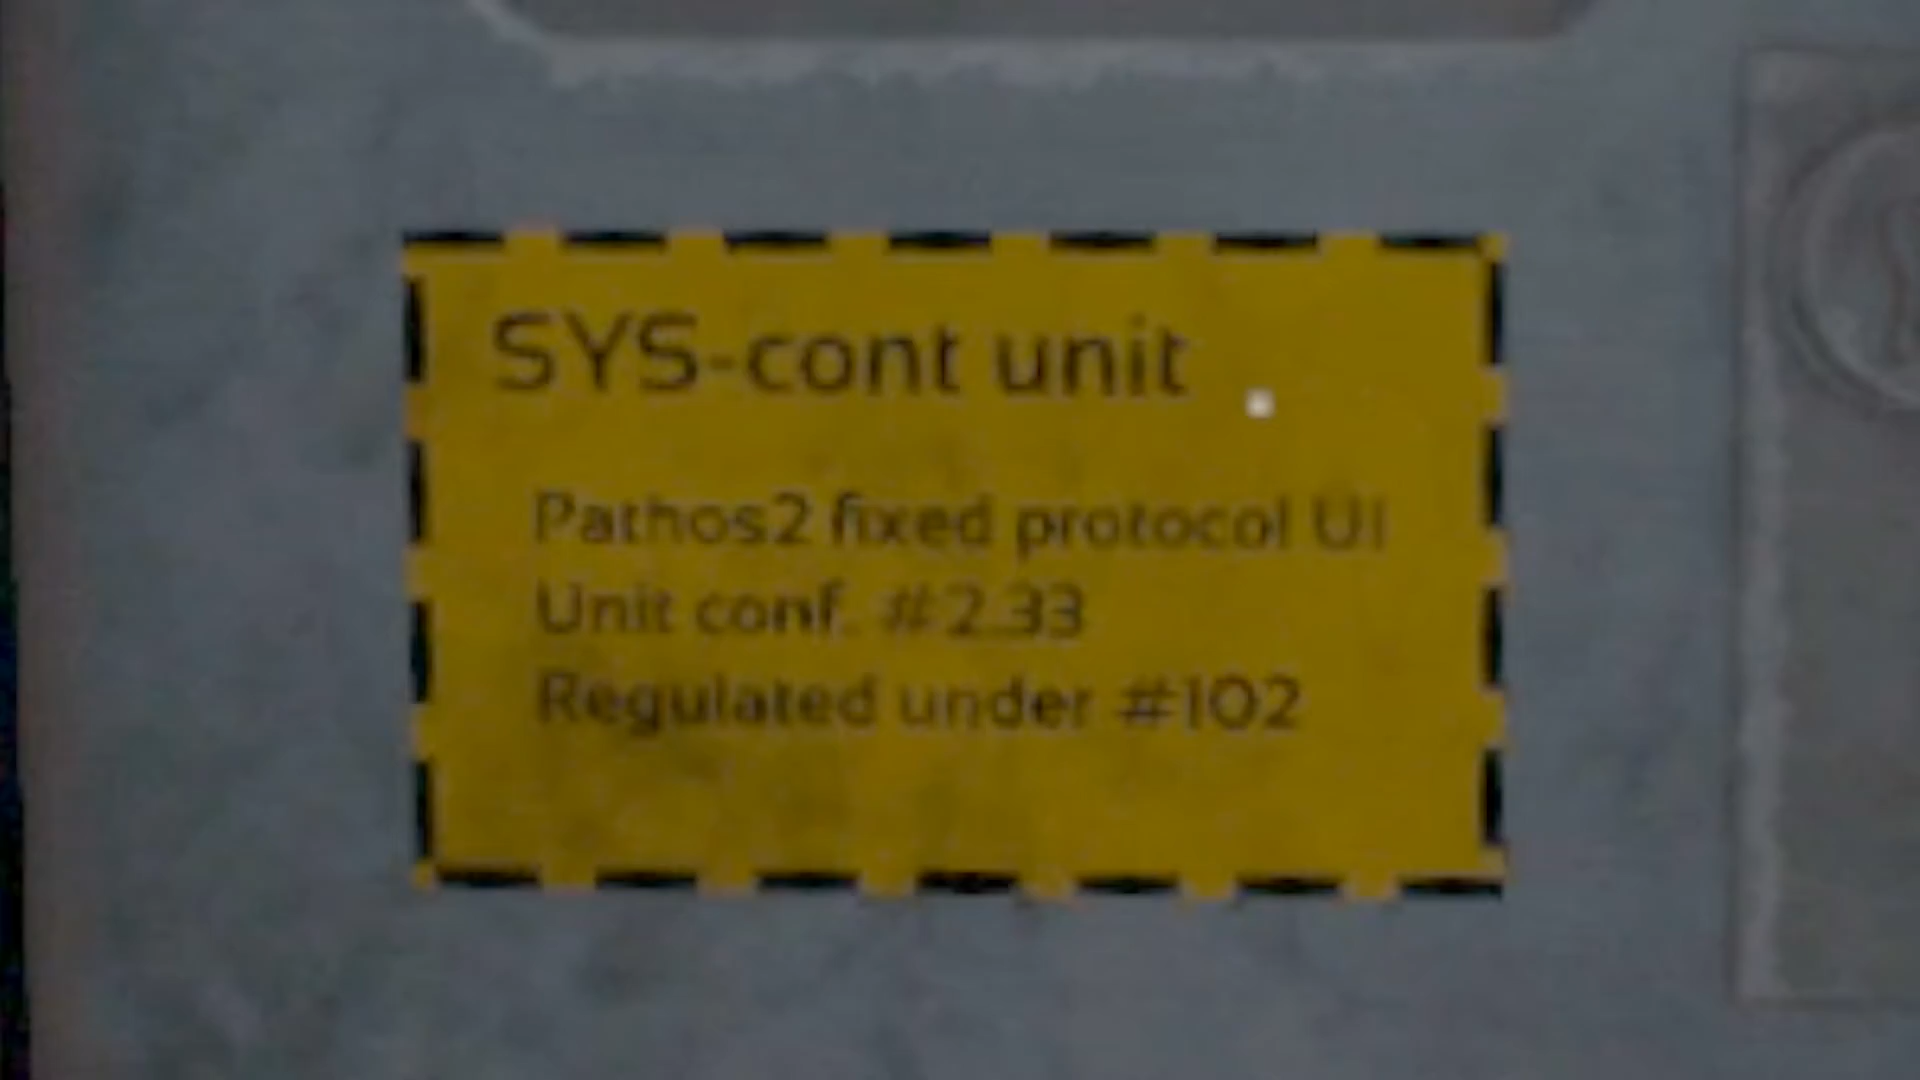 SYS-cont unit
Pathos2 fixed protocol UI
Unit conf. #2.33
Regulated under #102